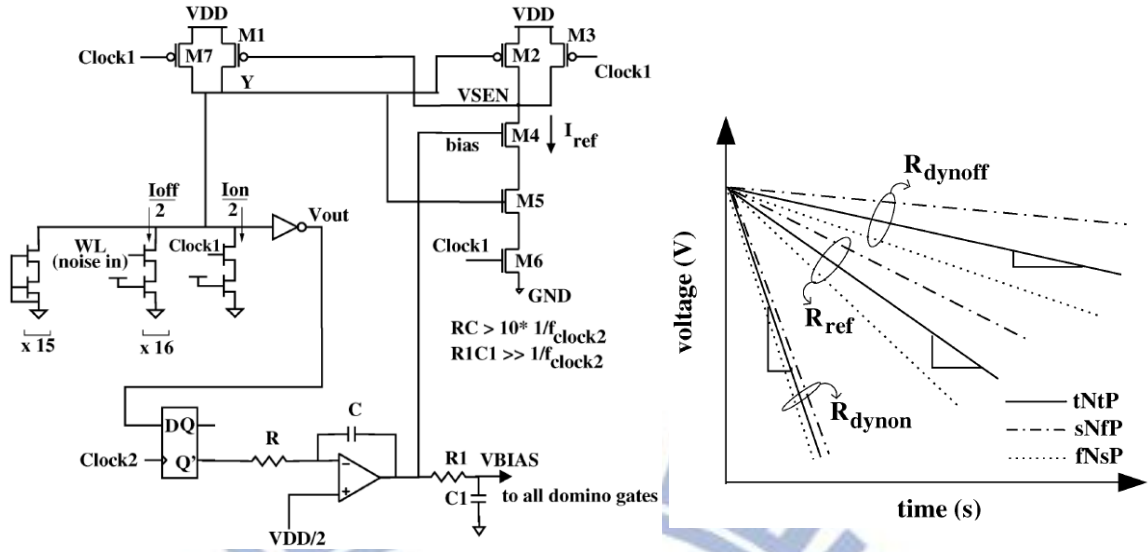 VDD
VDD
M1
M3
Clock1
M7
M2
Clock1
Y
VSEN
M4
I_ref
bias
Ioff
2
Ion
2
Vout
M5
WL
(noise in)
Clock1
Clock1
M6
GND
x 15
x 16
RC > 10* 1/f_clock2
R1C1 >> 1/f_clock2
C
D Q
R
Clock2
Q'
−
+
R1
VBIAS
C1
to all domino gates
VDD/2
voltage (V)
R_dynoff
R_ref
R_dynon
tNtP
sNfP
fNsP
time (s)